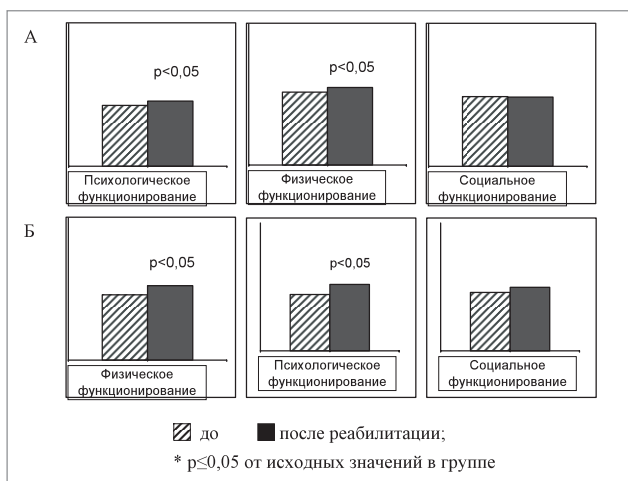 А
p<0,05
p<0,05
Психологическое
функционирование
Физическое
функционирование
Социальное
функционирование
Б
p<0,05
p<0,05
Физическое
функционирование
Психологическое
функционирование
Социальное
функционирование
до
после реабилитации;
* p≤0,05 от исходных значений в группе